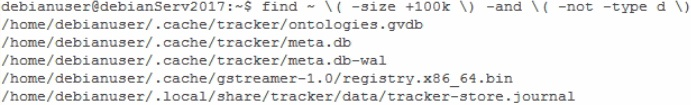 debianuser@debianServ2017:~$ find ~ \( -size +100k \) -and \( -not -type d \)
/home/debianuser/.cache/tracker/ontologies.gvdb
/home/debianuser/.cache/tracker/meta.db
/home/debianuser/.cache/tracker/meta.db-wal
/home/debianuser/.cache/gstreamer-1.0/registry.x86_64.bin
/home/debianuser/.local/share/tracker/data/tracker-store.journal